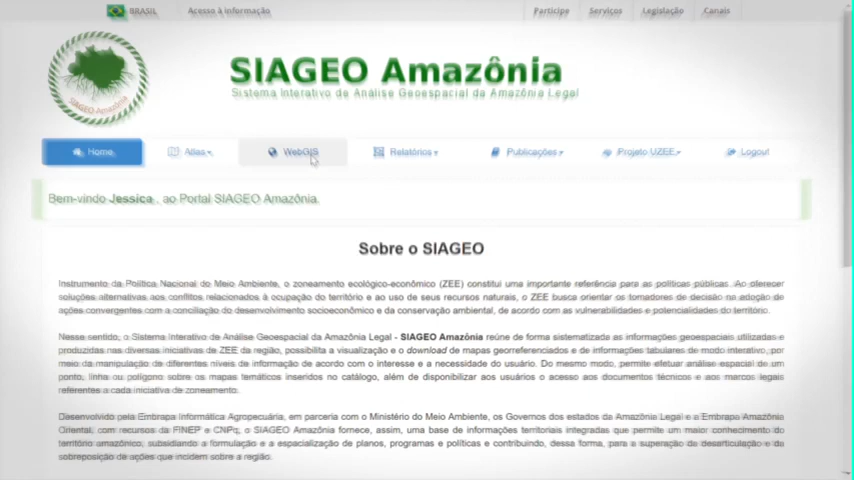 BRASIL Acesso à informação Participe Serviços Legislação Canais
SIAGEO Amazônia
SIAGEO Amazônia
Sistema Interativo de Análise Geoespacial da Amazônia Legal
Home Atlas WebGIS Relatórios Publicações Projeto UZEE Logout
Bem-vindo Jessica , ao Portal SIAGEO Amazônia.
Sobre o SIAGEO
Instrumento da Política Nacional do Meio Ambiente, o zoneamento ecológico-econômico (ZEE) constitui uma importante referência para as políticas públicas. Ao oferecer
soluções alternativas aos conflitos relacionados à ocupação do território e ao uso de seus recursos naturais, o ZEE busca orientar os tomadores de decisão na adoção de
ações convergentes com a conciliação do desenvolvimento socioeconômico e da conservação ambiental, de acordo com as vulnerabilidades e potencialidades do território.
Nesse sentido, o Sistema Interativo de Análise Geoespacial da Amazônia Legal - SIAGEO Amazônia reúne de forma sistematizada as informações geoespaciais utilizadas e
produzidas nas diversas iniciativas de ZEE da região, possibilita a visualização e o download de mapas georreferenciados e de informações tabulares de modo interativo, por
meio da manipulação de diferentes níveis de informação de acordo com o interesse e a necessidade do usuário. Do mesmo modo, permite efetuar análise espacial de um
ponto, linha ou polígono sobre os mapas temáticos inseridos no catálogo, além de disponibilizar aos usuários o acesso aos documentos técnicos e aos marcos legais
referentes a cada iniciativa de zoneamento.
Desenvolvido pela Embrapa Informática Agropecuária, em parceria com o Ministério do Meio Ambiente, os Governos dos estados da Amazônia Legal e a Embrapa Amazônia
Oriental, com recursos da FINEP e CNPq, o SIAGEO Amazônia fornece, assim, uma base de informações territoriais integradas que permite um maior conhecimento do
território amazônico, subsidiando a formulação e a espacialização de planos, programas e políticas e contribuindo, dessa forma, para a superação da desarticulação e da
sobreposição de ações que incidem sobre a região.